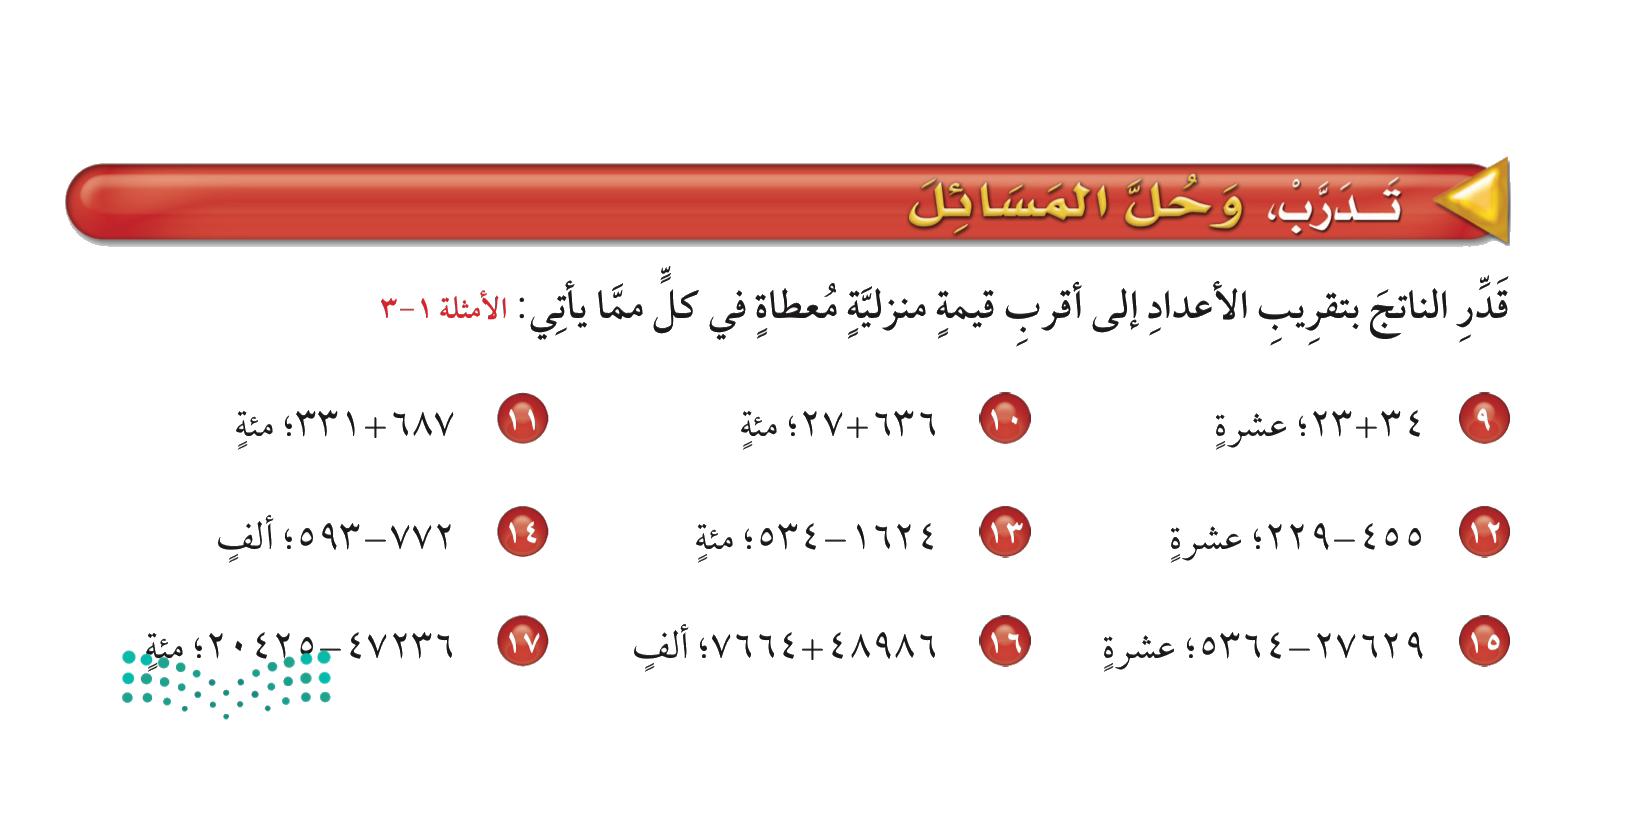 تَـدَرَّبْ، وَحُلَّ المَسَائِلَ
قَدِّرِ الناتجَ بتقرِيبِ الأعدادِ إلى أقربِ قيمةٍ منزليَّةٍ مُعطاةٍ في كلٍّ ممَّا يأتِي: الأمثلة ١-٣
٩ ٣٤+٢٣؛ عشرةٍ ١٠ ٦٣٦+٢٧؛ مئةٍ ١١ ٦٨٧+٣٣١؛ مئةٍ
١٢ ٤٥٥–٢٢٩؛ عشرةٍ ١٣ ١٦٢٤–٥٣٤؛ مئةٍ ١٤ ٧٧٢–٥٩٣؛ ألفٍ
١٥ ٢٧٦٢٩–٥٣٦٤؛ عشرةٍ ١٦ ٤٨٩٨٦+٧٦٦٤؛ ألفٍ ١٧ ٤٧٢٣٦–٢٠٤٢٥؛ مئةٍ